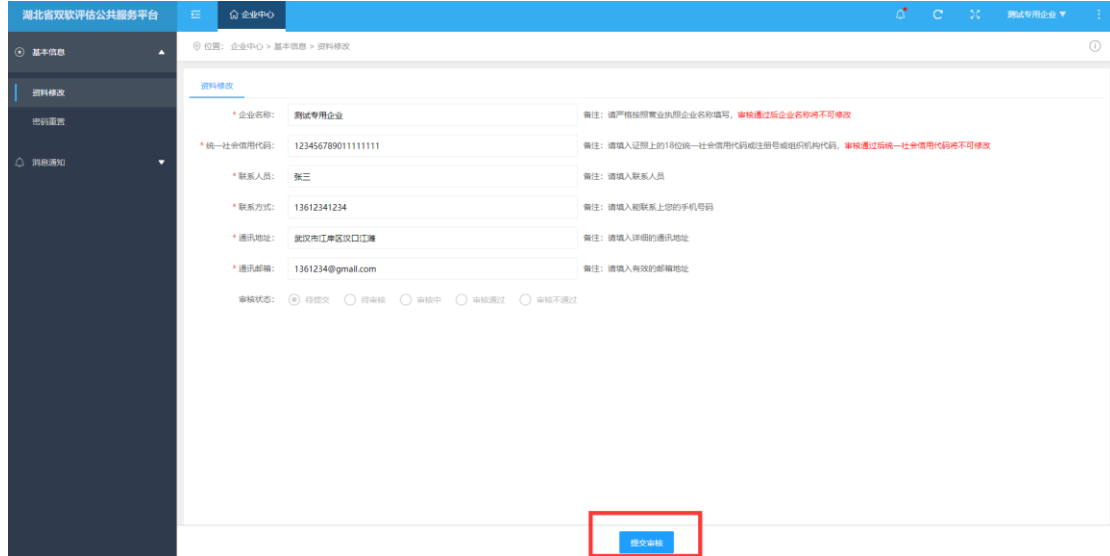 湖北省双软评估公共服务平台
企业中心
测试专用企业
基本信息
位置： 企业中心 > 基本信息 > 资料修改
资料修改
密码重置
消息通知
资料修改
* 企业名称： 测试专用企业 备注：请严格按照营业执照企业名称填写，审核通过后企业名称将不可修改
* 统一社会信用代码： 123456789011111111 备注：请填入证照上的18位统一社会信用代码或注册号或组织机构代码，审核通过后统一社会信用代码将不可修改
* 联系人员： 张三 备注：请填入联系人员
* 联系方式： 13612341234 备注：请填入能联系上您的手机号码
* 通讯地址： 武汉市江岸区汉口江滩 备注：请填入详细的通讯地址
* 通讯邮箱： 1361234@gmail.com 备注：请填入有效的邮箱地址
审核状态： 待提交 待审核 审核中 审核通过 审核不通过
提交审核